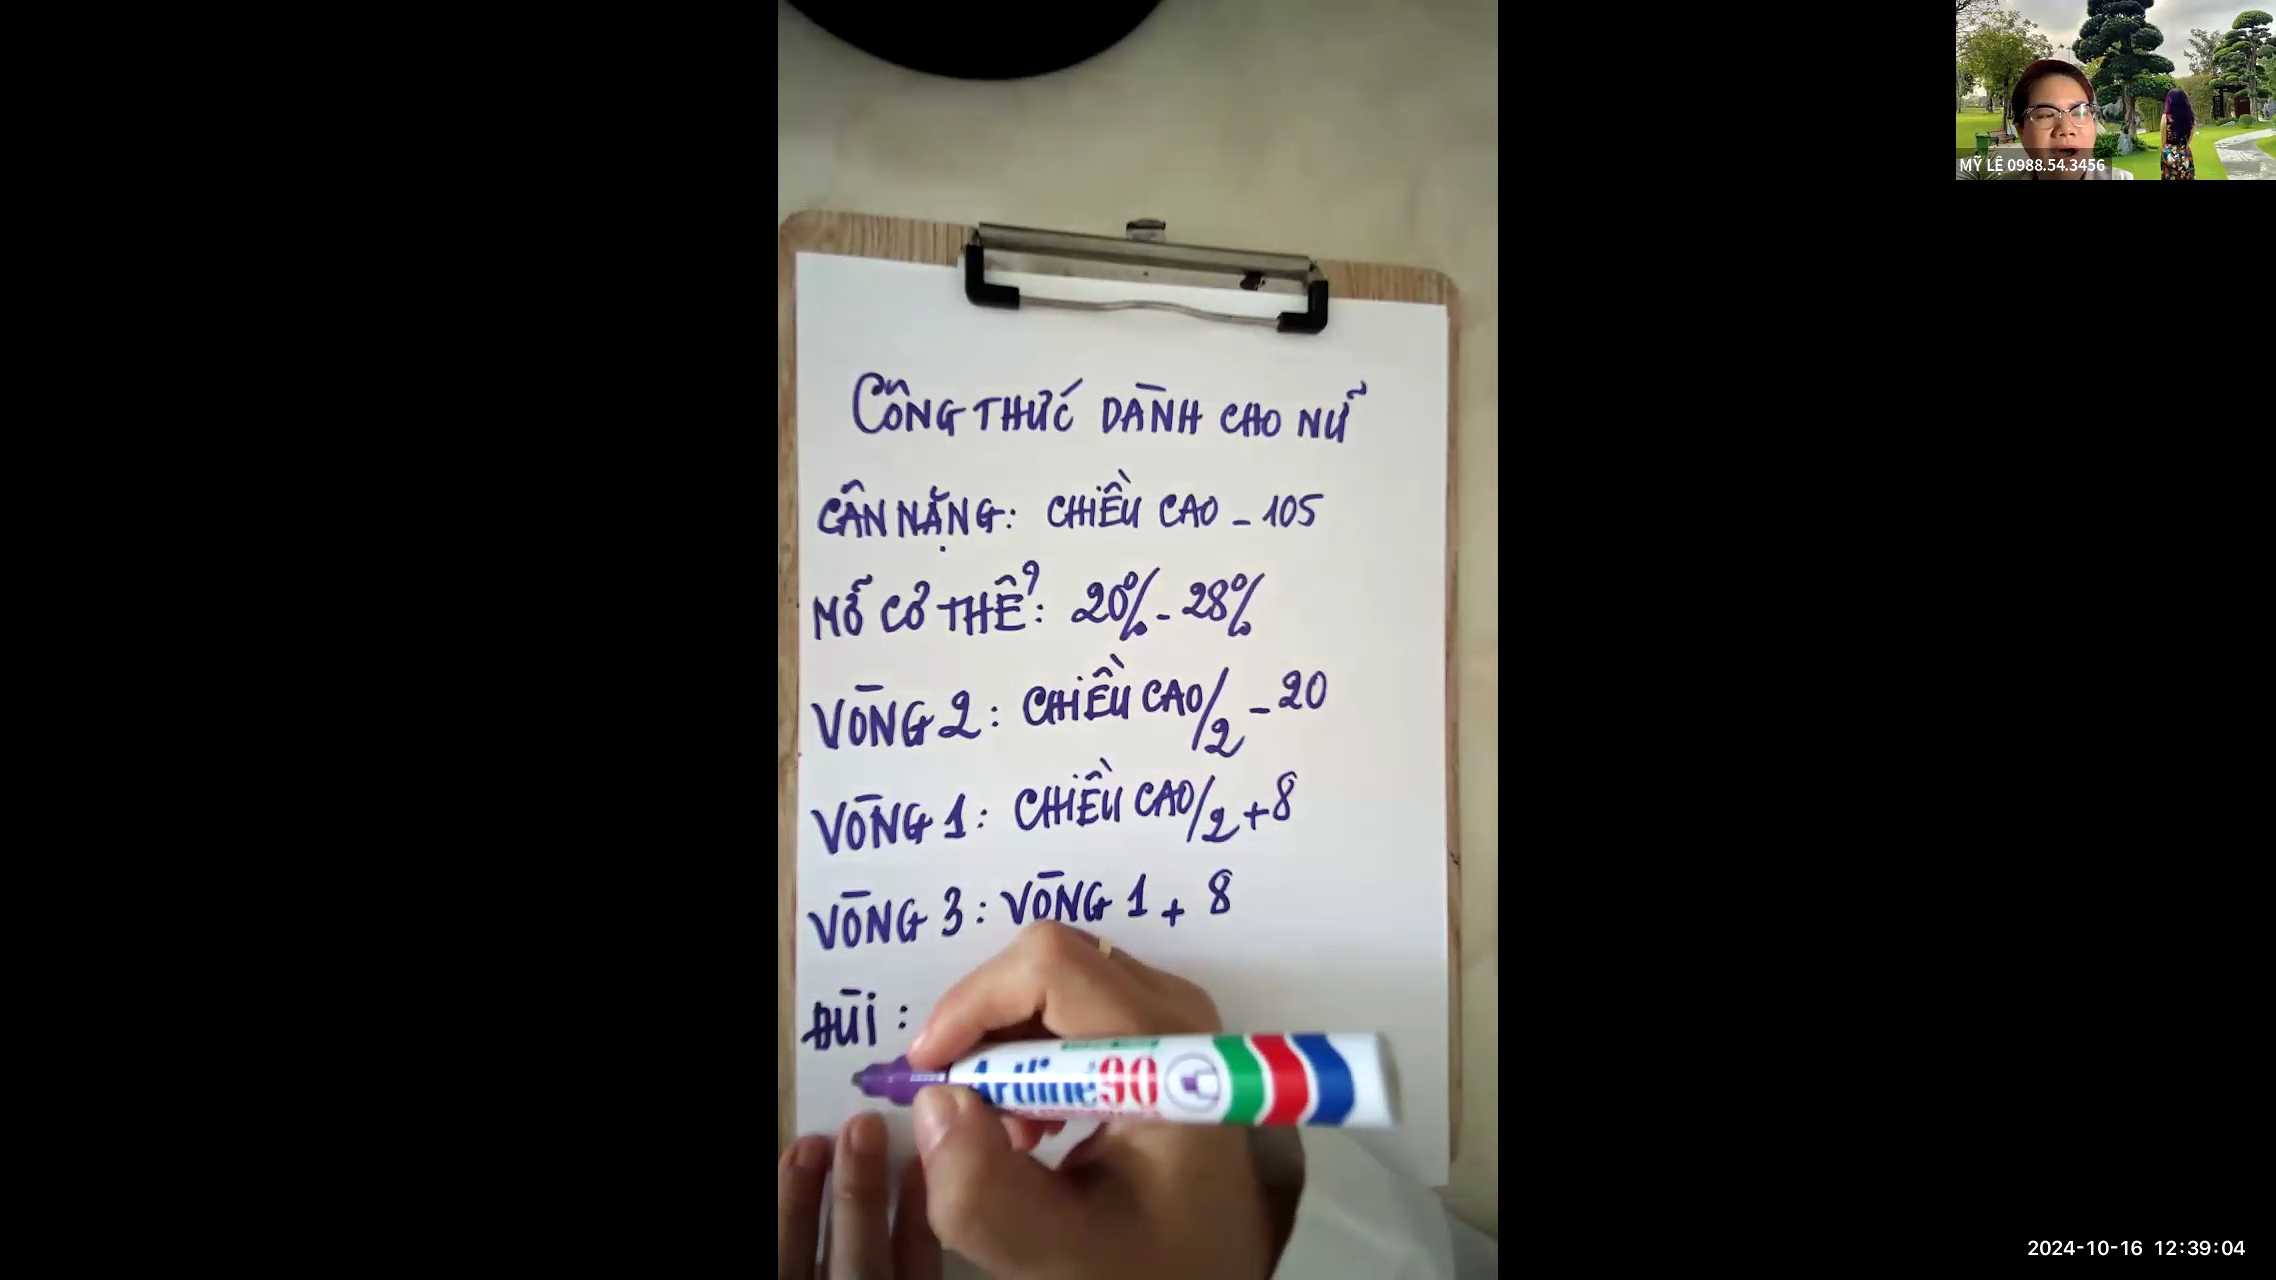 MỸ LÊ 0988.54.3456
CÔNG THỨC DÀNH CHO NỮ
CÂN NẶNG: CHIỀU CAO - 105
MỠ CƠ THỂ: 20% - 28%
VÒNG 2: CHIỀU CAO/2 - 20
VÒNG 1: CHIỀU CAO/2 + 8
VÒNG 3: VÒNG 1 + 8
ĐÙI:
Artline 90
2024-10-16 12:39:04